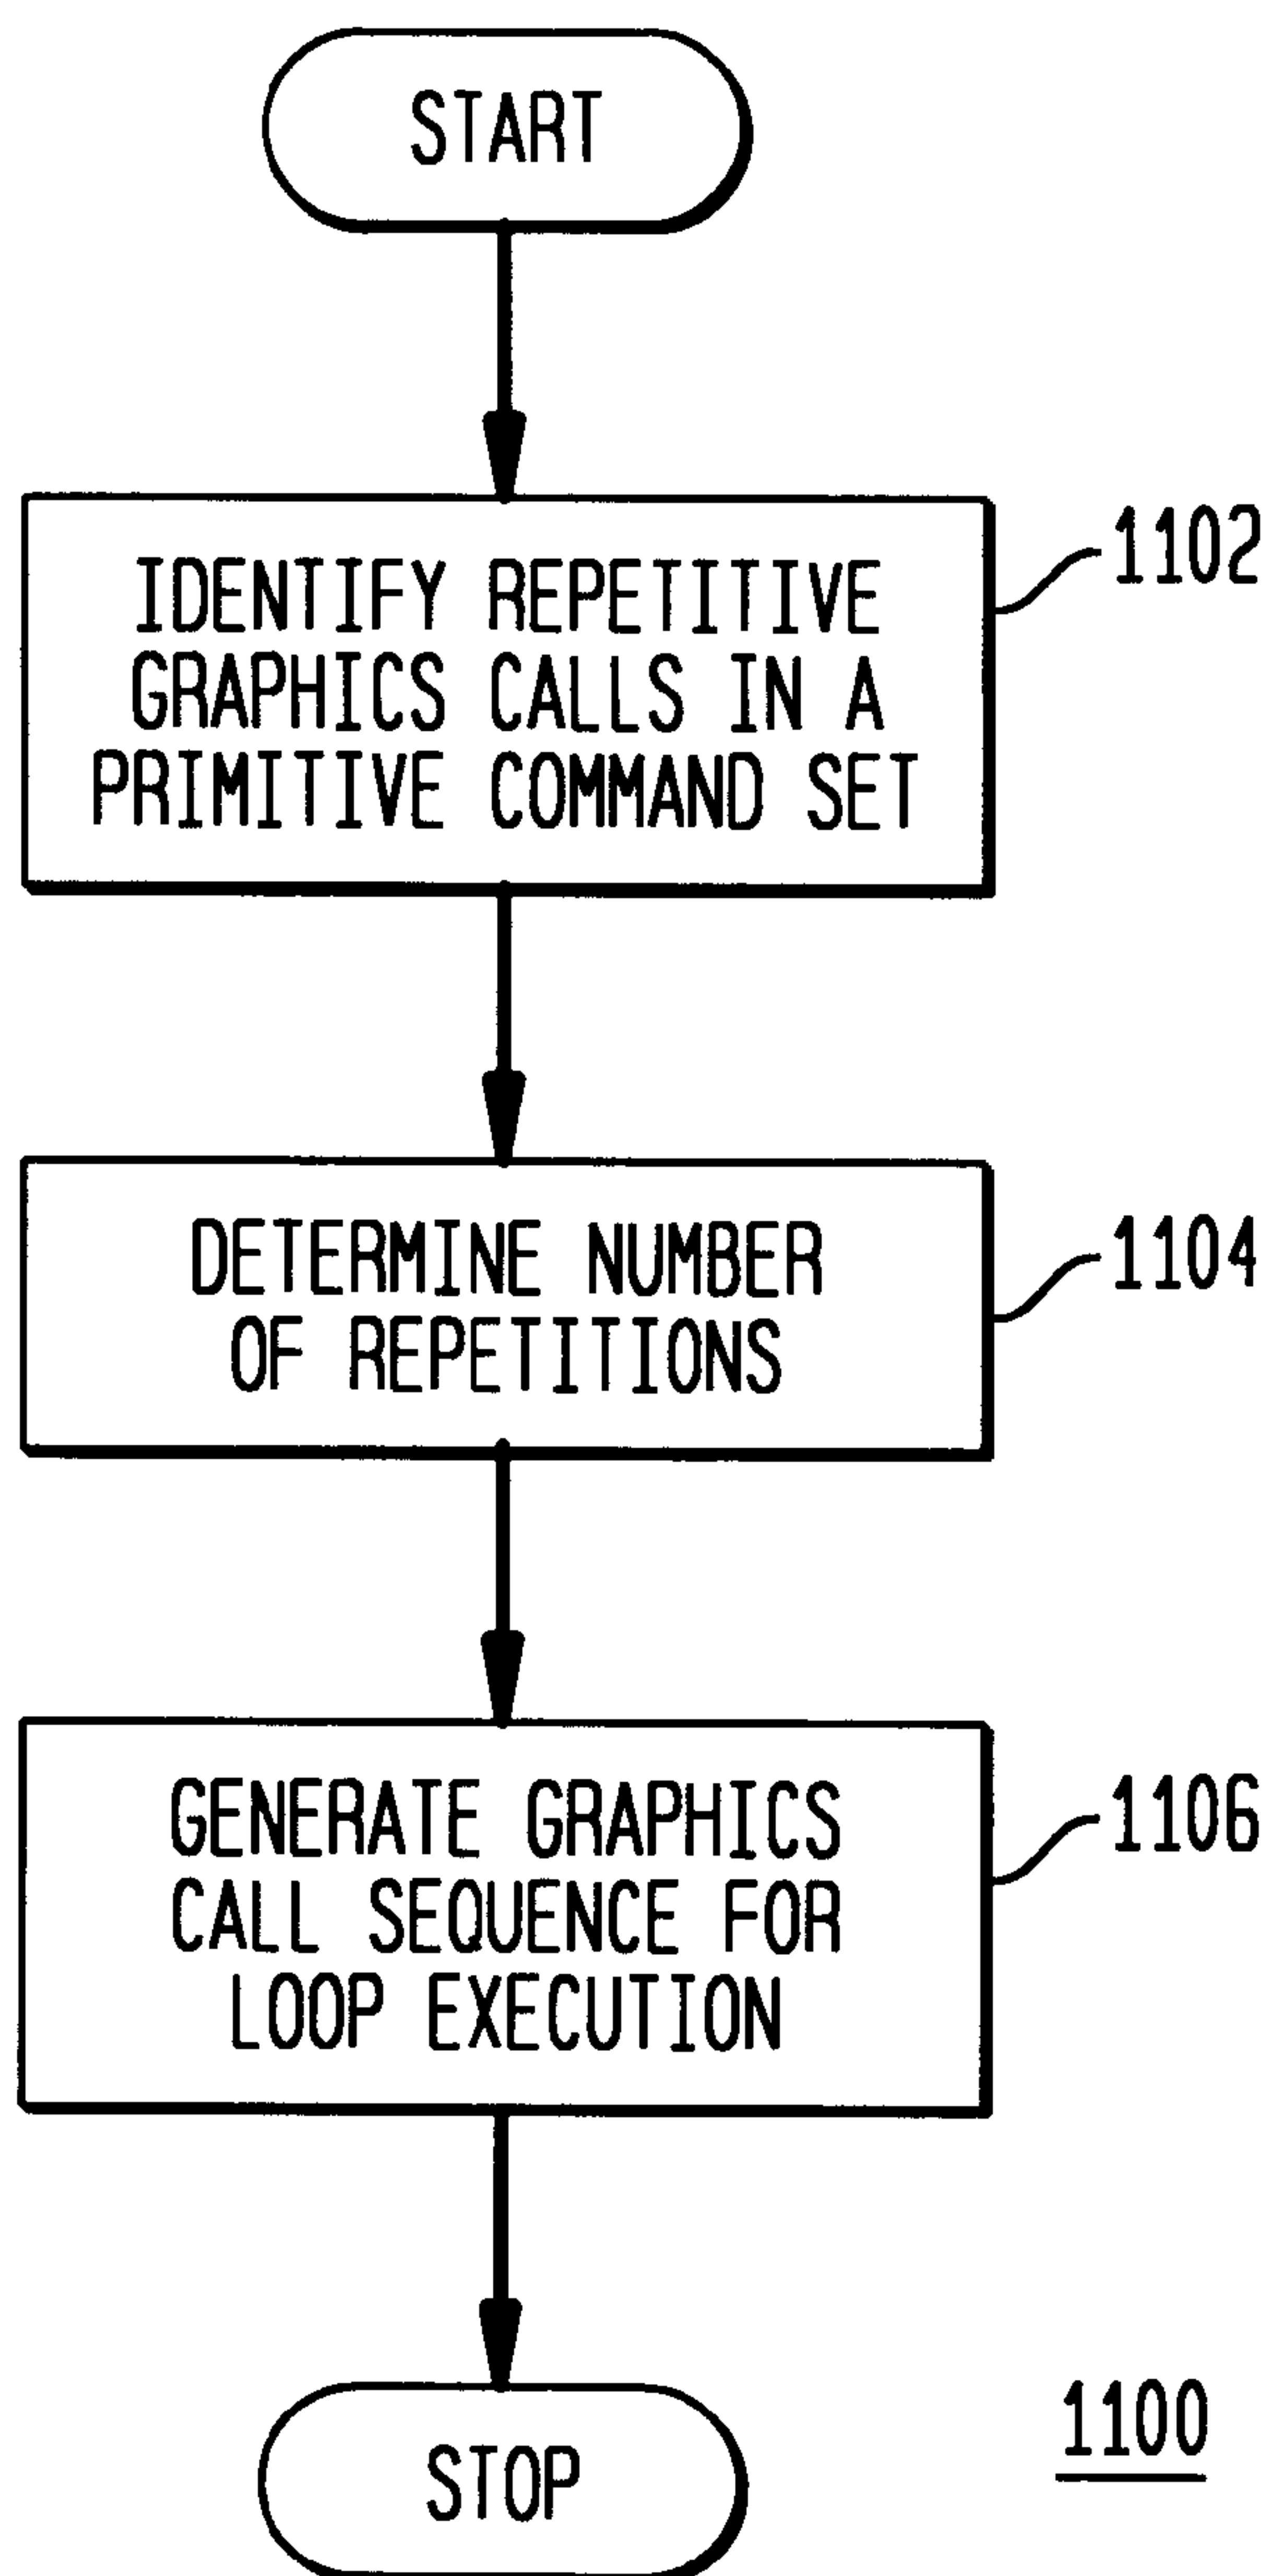 START
IDENTIFY REPETITIVE
GRAPHICS CALLS IN A
PRIMITIVE COMMAND SET
1102
DETERMINE NUMBER
OF REPETITIONS
1104
GENERATE GRAPHICS
CALL SEQUENCE FOR
LOOP EXECUTION
1106
STOP
1100